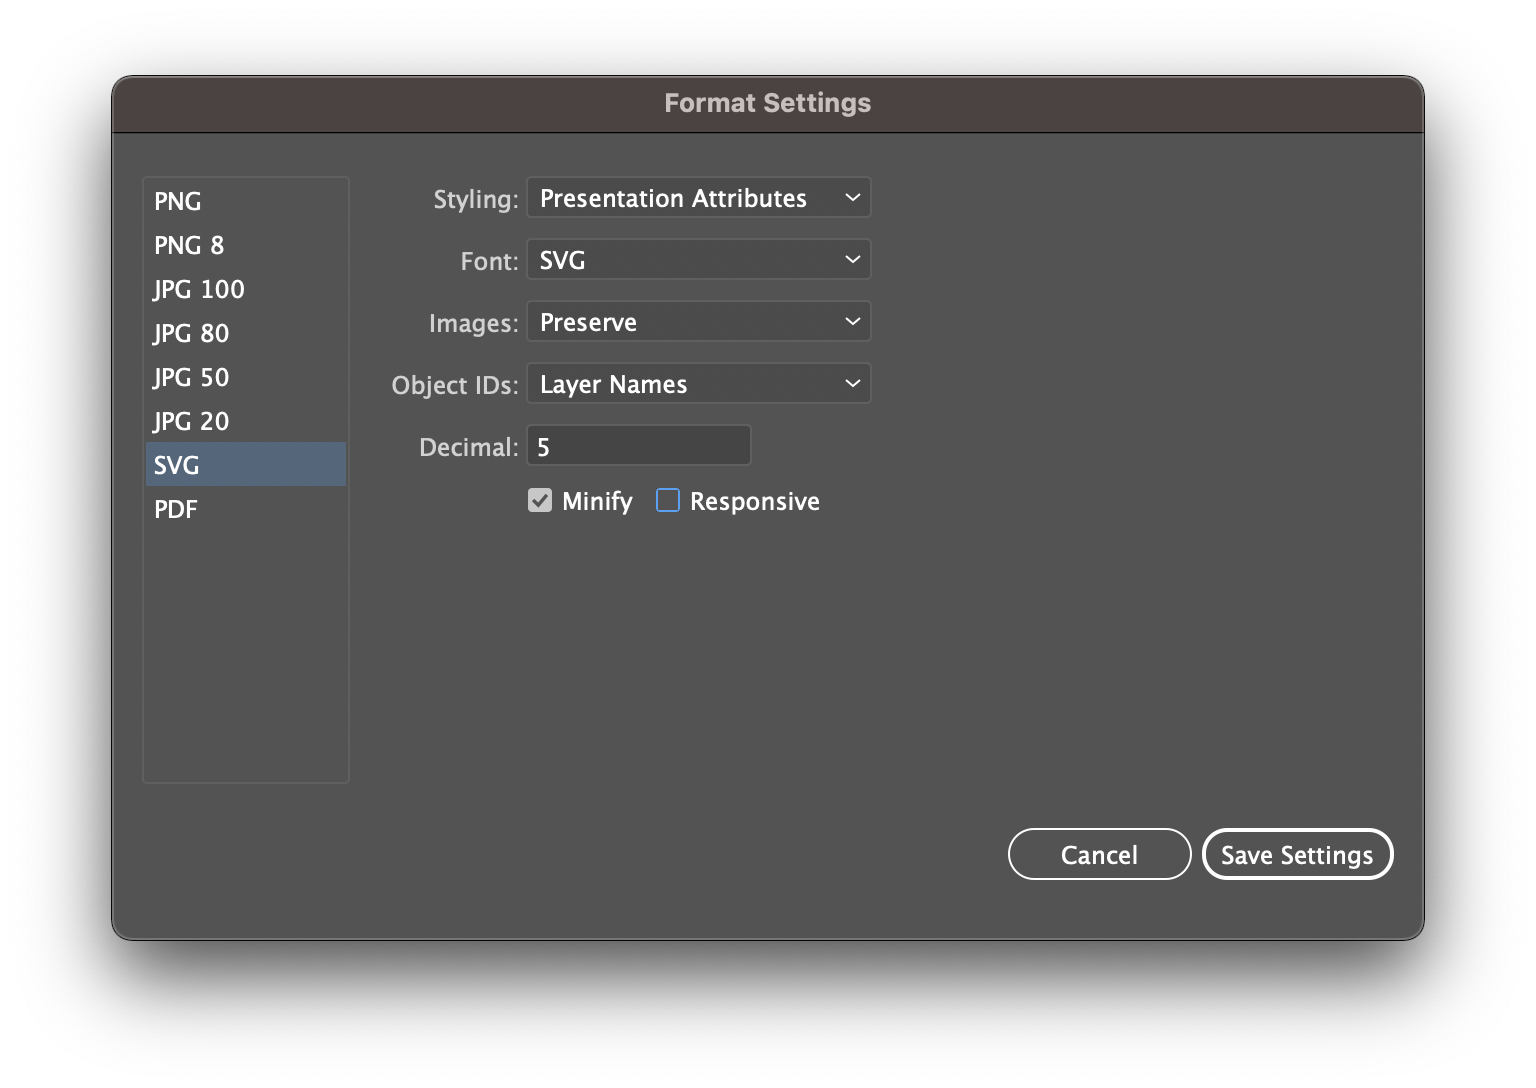 Format Settings
PNG
PNG 8
JPG 100
JPG 80
JPG 50
JPG 20
SVG
PDF
Styling: Presentation Attributes
Font: SVG
Images: Preserve
Object IDs: Layer Names
Decimal: 5
Minify Responsive
Cancel Save Settings